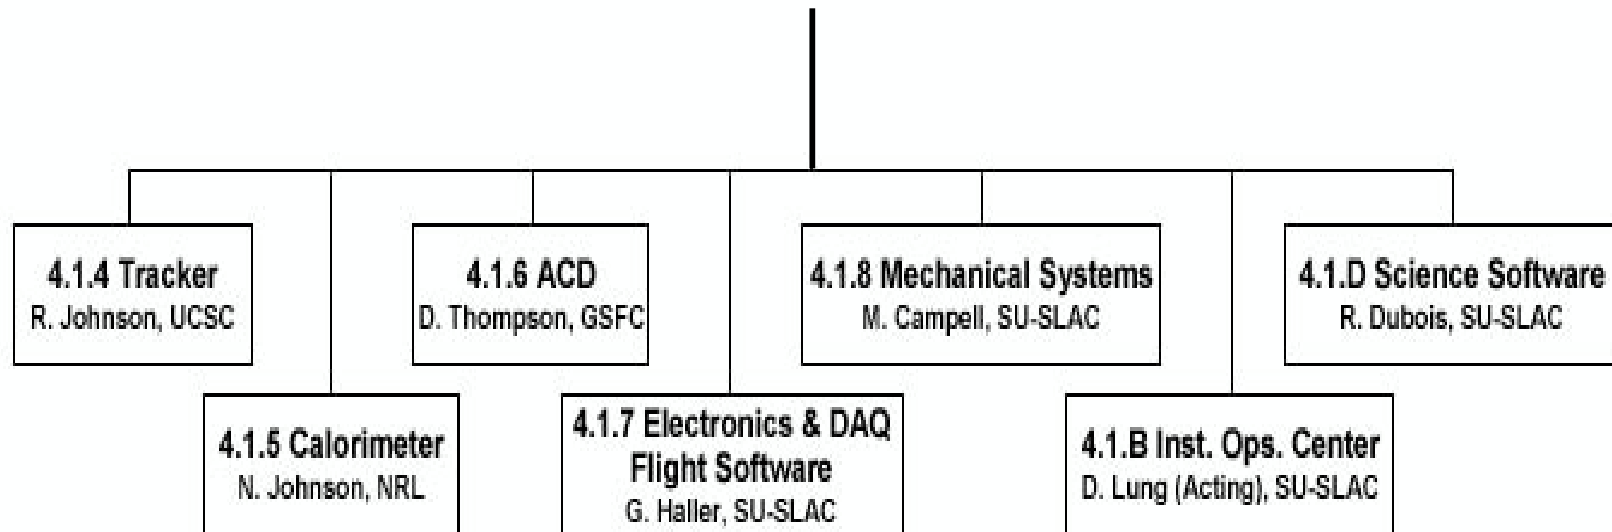 4.1.4 Tracker
R. Johnson, UCSC
4.1.6 ACD
D. Thompson, GSFC
4.1.8 Mechanical Systems
M. Campell, SU-SLAC
4.1.D Science Software
R. Dubois, SU-SLAC
4.1.5 Calorimeter
N. Johnson, NRL
4.1.7 Electronics & DAQ
Flight Software
G. Haller, SU-SLAC
4.1.B Inst. Ops. Center
D. Lung (Acting), SU-SLAC